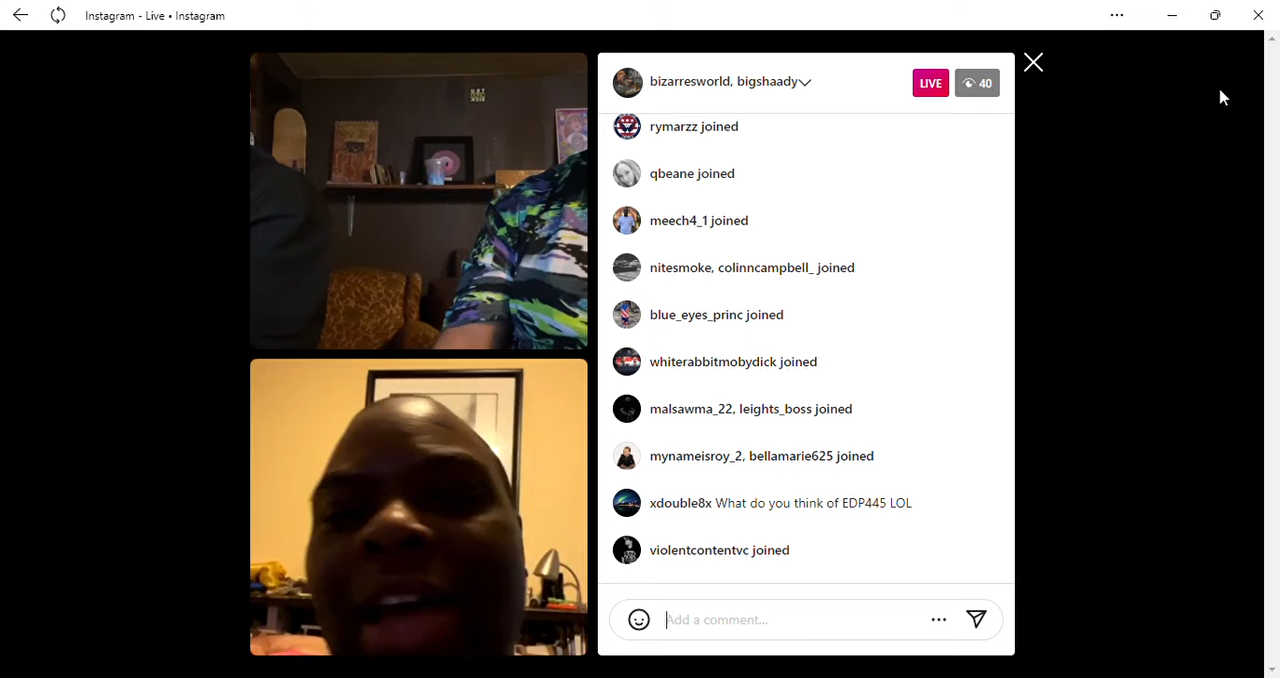 Instagram - Live • Instagram
bizarresworld, bigshaady
LIVE
40
rymarzz joined
qbeane joined
meech4_1 joined
nitesmoke, colinncampbell_ joined
blue_eyes_princ joined
whiterabbitmobydick joined
malsawma_22, leights_boss joined
mynameisroy_2, bellamarie625 joined
xdouble8x What do you think of EDP445 LOL
violentcontentvc joined
Add a comment...